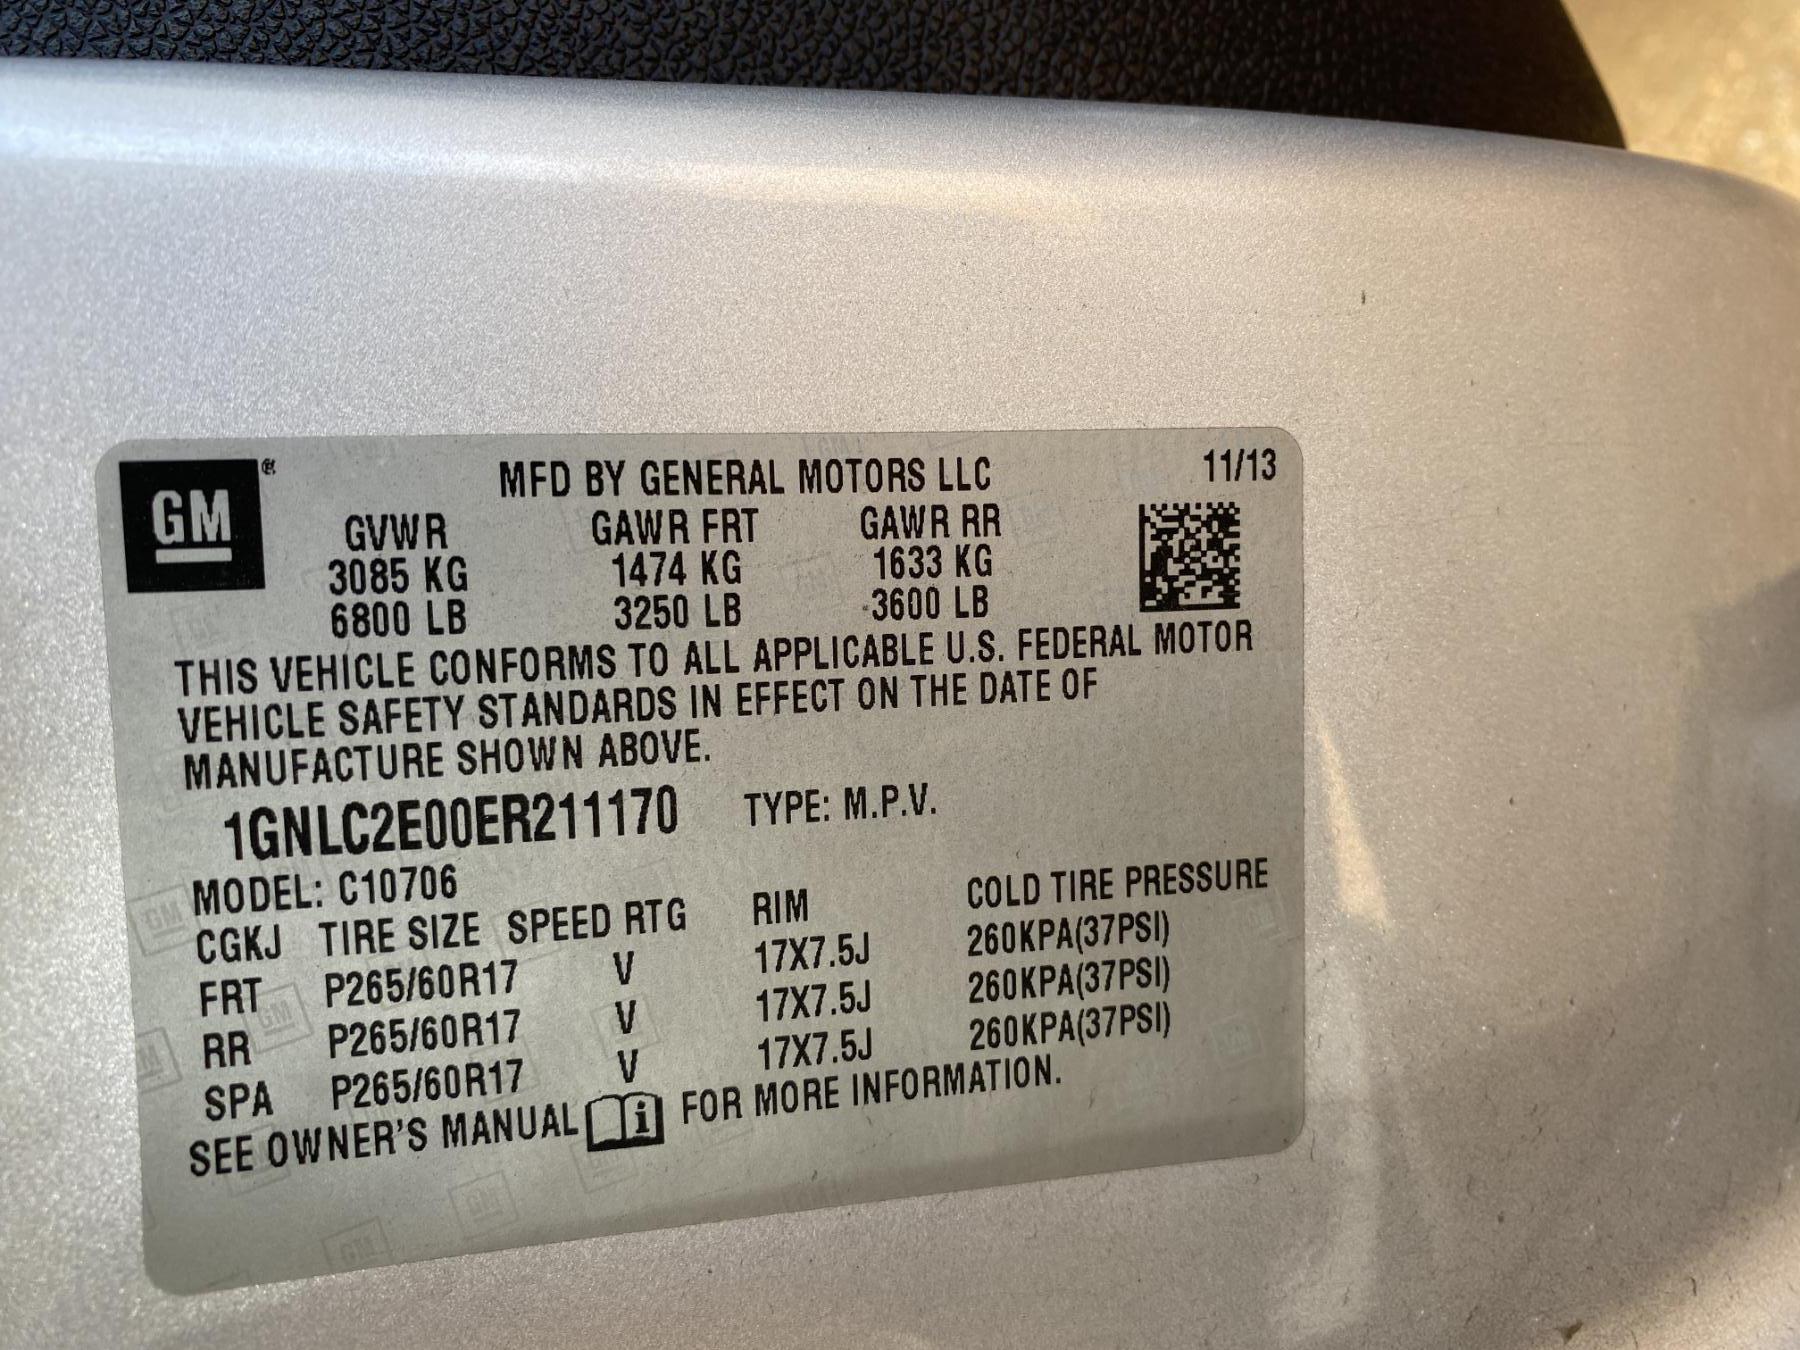 GM® MFD BY GENERAL MOTORS LLC 11/13
GVWR GAWR FRT GAWR RR
3085 KG 1474 KG 1633 KG
6800 LB 3250 LB 3600 LB
THIS VEHICLE CONFORMS TO ALL APPLICABLE U.S. FEDERAL MOTOR
VEHICLE SAFETY STANDARDS IN EFFECT ON THE DATE OF
MANUFACTURE SHOWN ABOVE.
1GNLC2E00ER211170 TYPE: M.P.V.
MODEL: C10706
CGKJ TIRE SIZE SPEED RTG RIM COLD TIRE PRESSURE
FRT P265/60R17 V 17X7.5J 260KPA(37PSI)
RR P265/60R17 V 17X7.5J 260KPA(37PSI)
SPA P265/60R17 V 17X7.5J 260KPA(37PSI)
SEE OWNER'S MANUAL i FOR MORE INFORMATION.